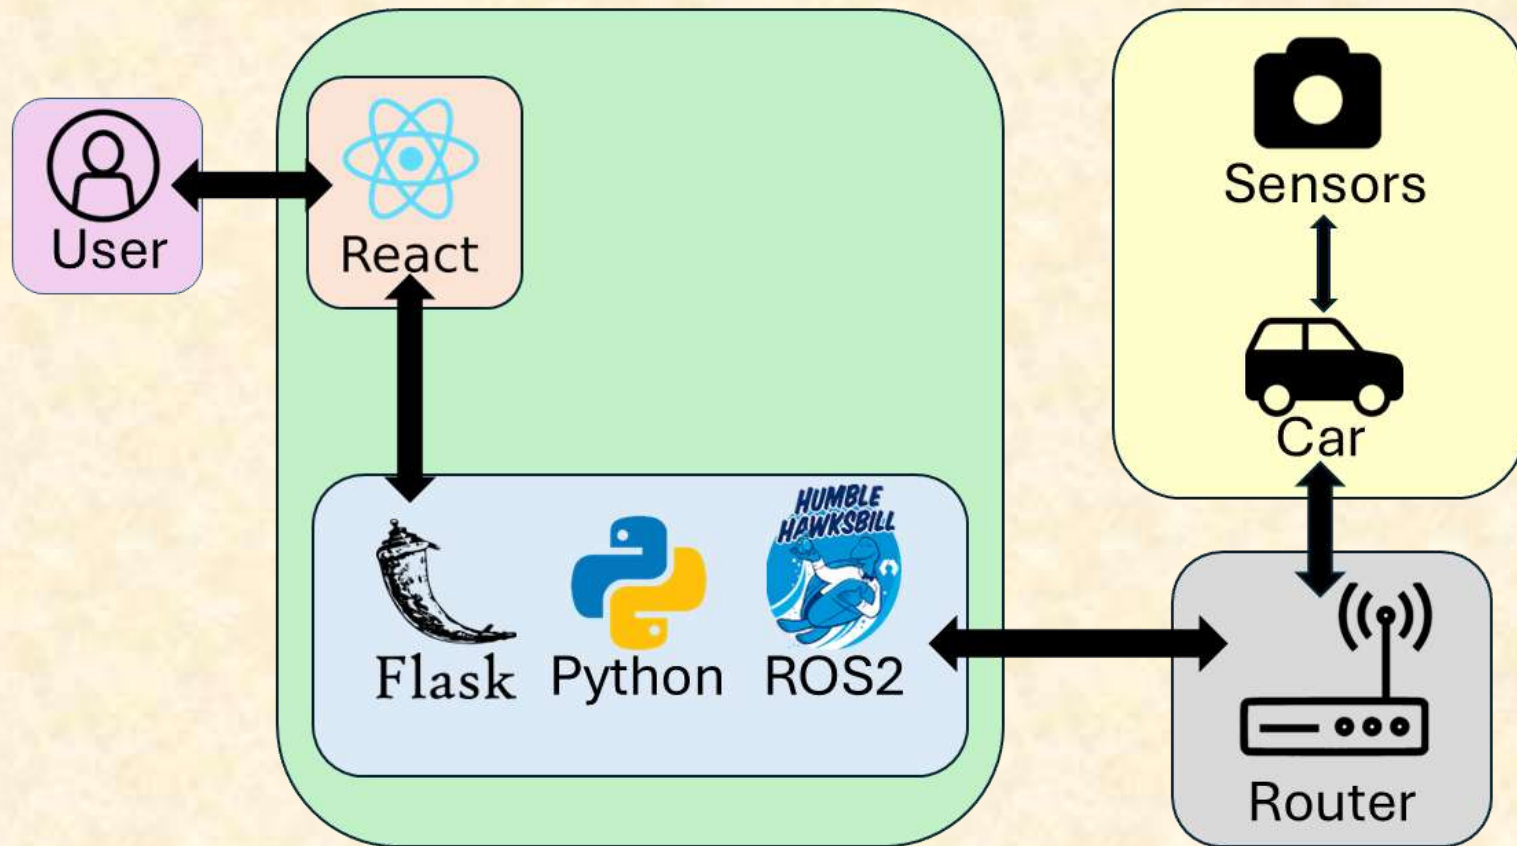 User
React
Flask
Python
HUMBLE
HAWKSBILL
ROS2
Sensors
Car
Router